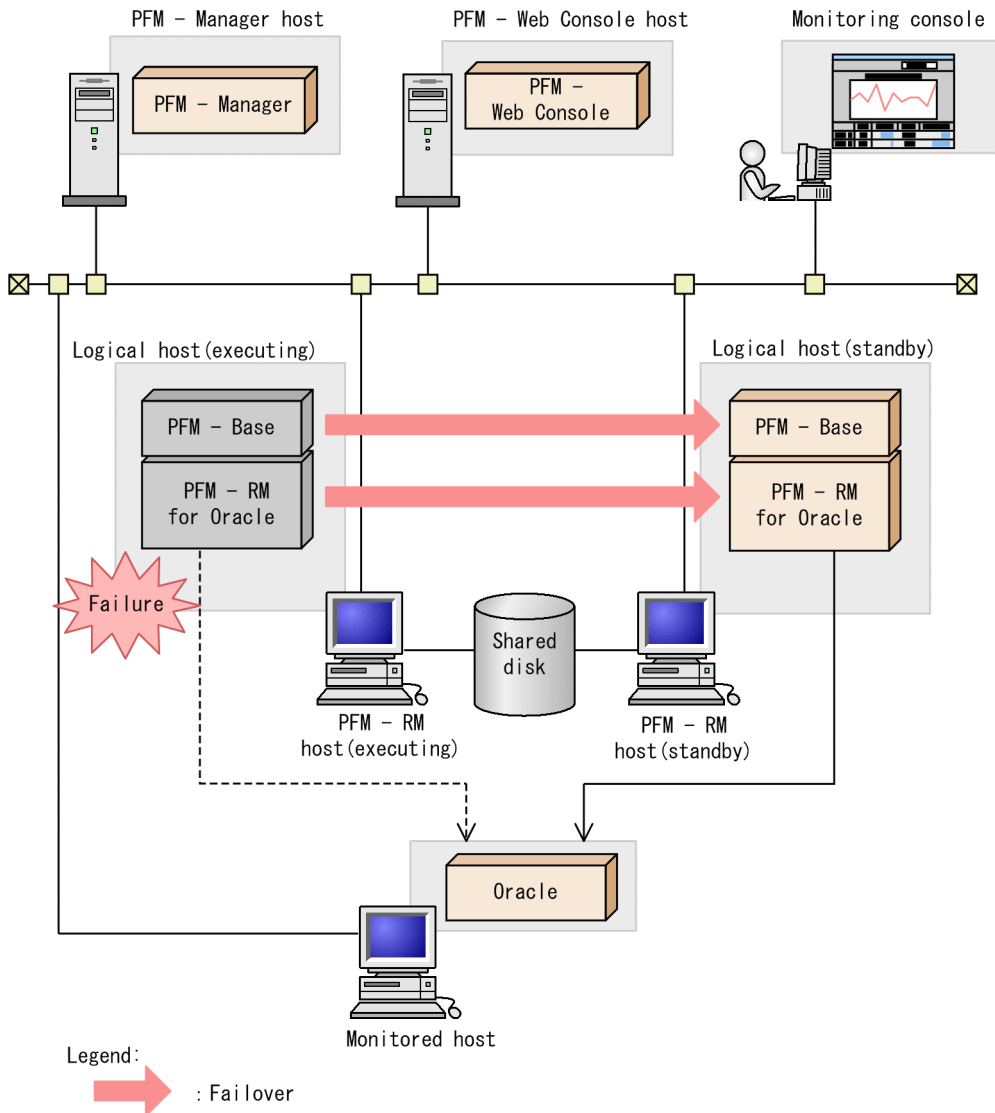 PFM - Manager host
PFM - Web Console host
Monitoring console
PFM - Manager
PFM -
Web Console
Logical host(executing)
Logical host(standby)
PFM - Base
PFM - Base
PFM - RM
for Oracle
PFM - RM
for Oracle
Failure
Shared
disk
PFM - RM
host(executing)
PFM - RM
host(standby)
Oracle
Monitored host
Legend:
: Failover